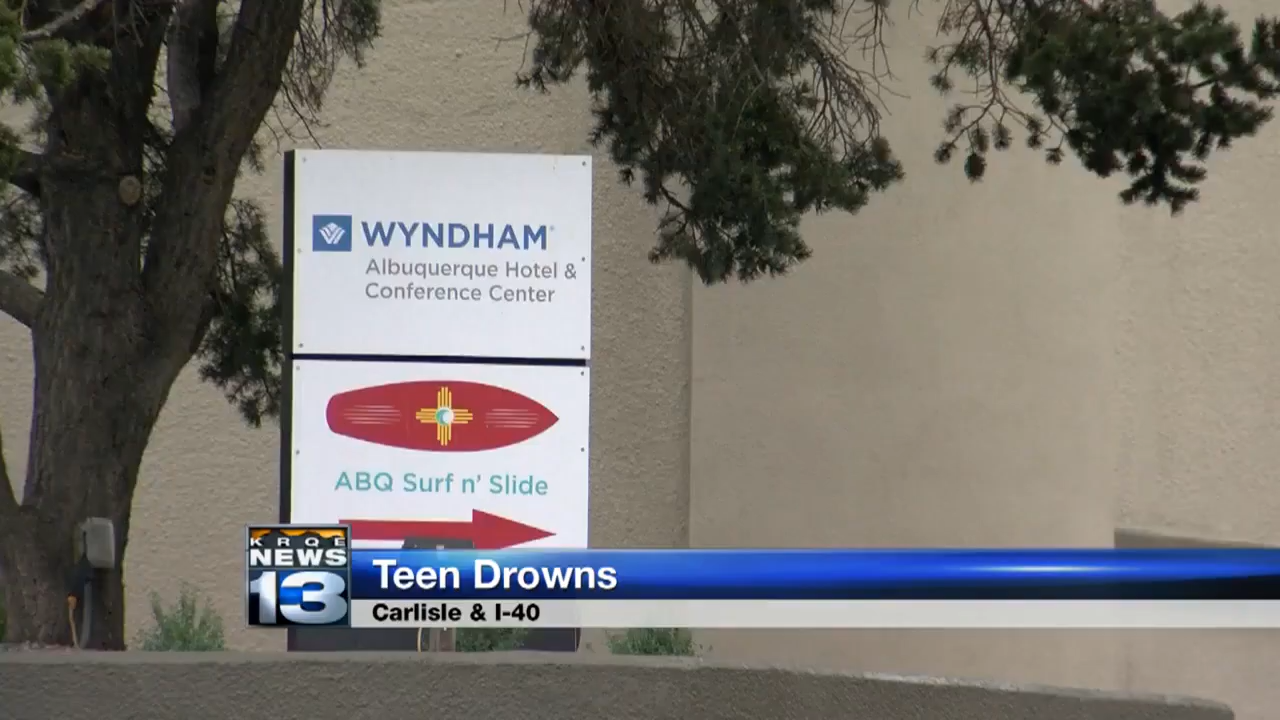 WYNDHAM
Albuquerque Hotel &
Conference Center
ABQ Surf n' Slide
KRQE
NEWS
13
Teen Drowns
Carlisle & I-40